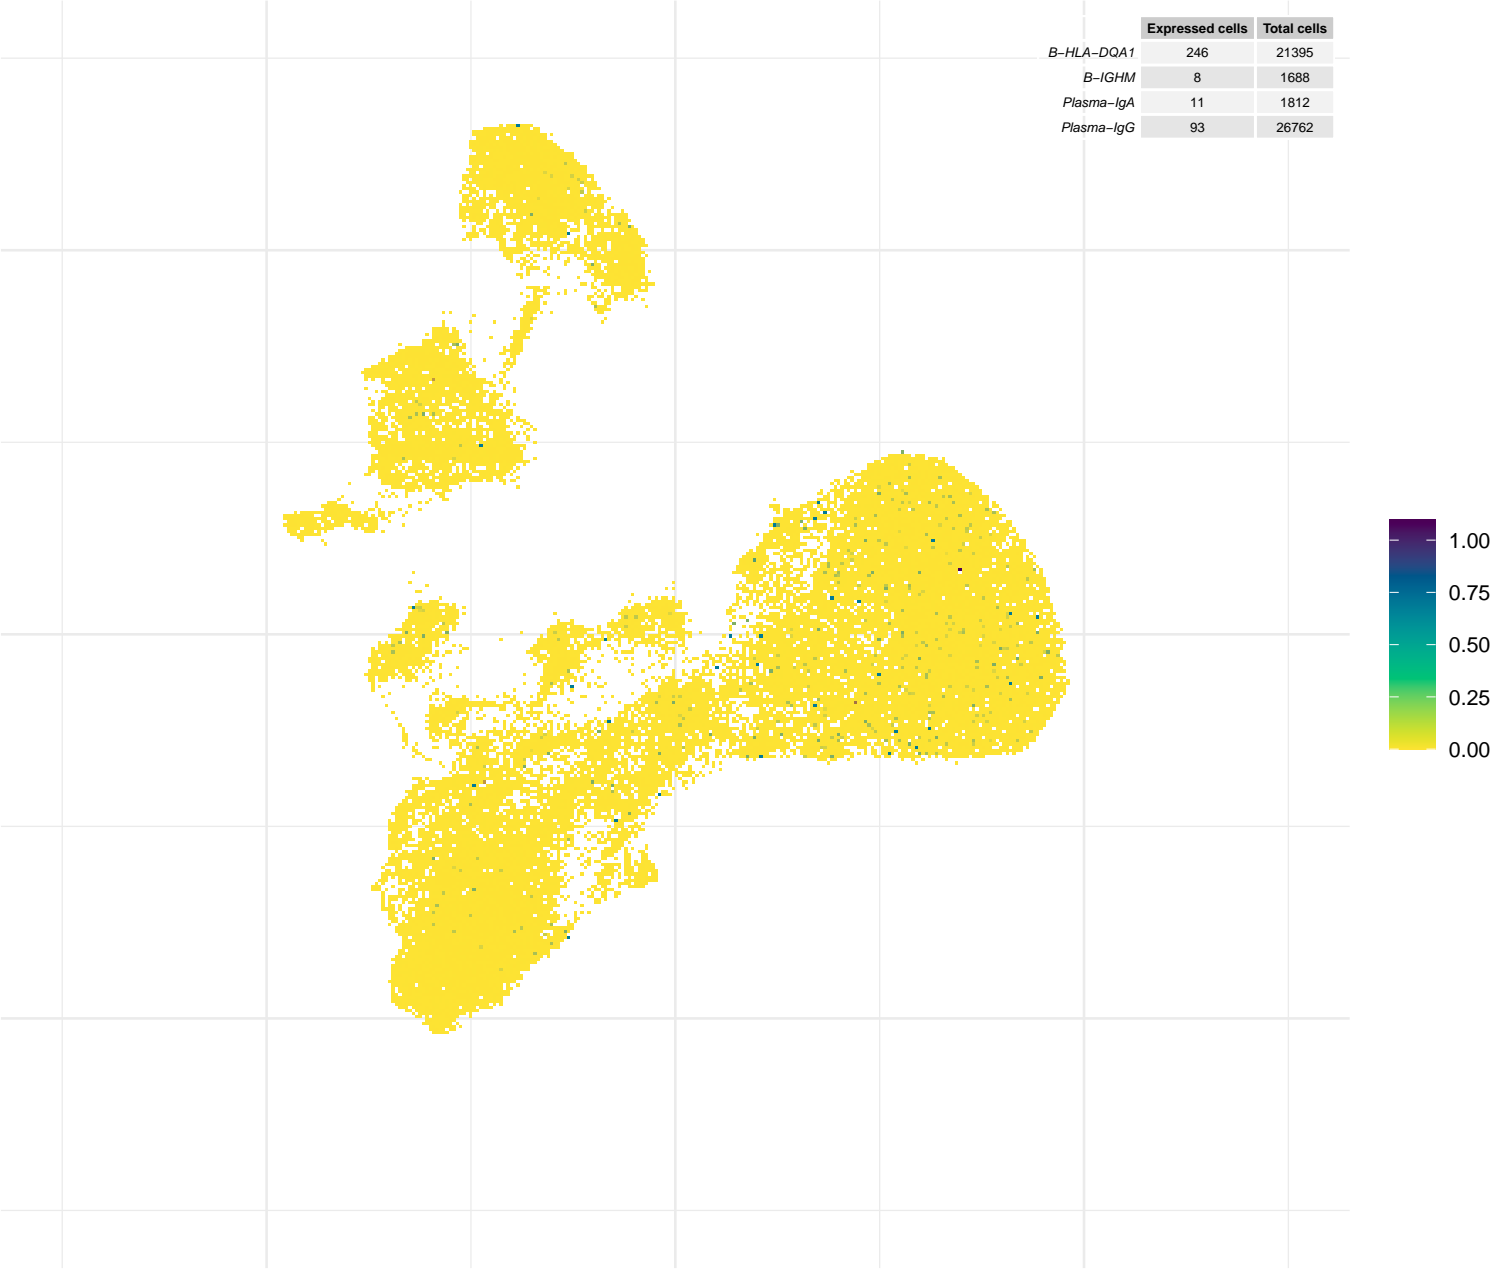 Expressed cells Total cells
B−HLA−DQA1 246 21395
B−IGHM 8 1688
Plasma−IgA 11 1812
Plasma−IgG 93 26762
1.00
0.75
0.50
0.25
0.00